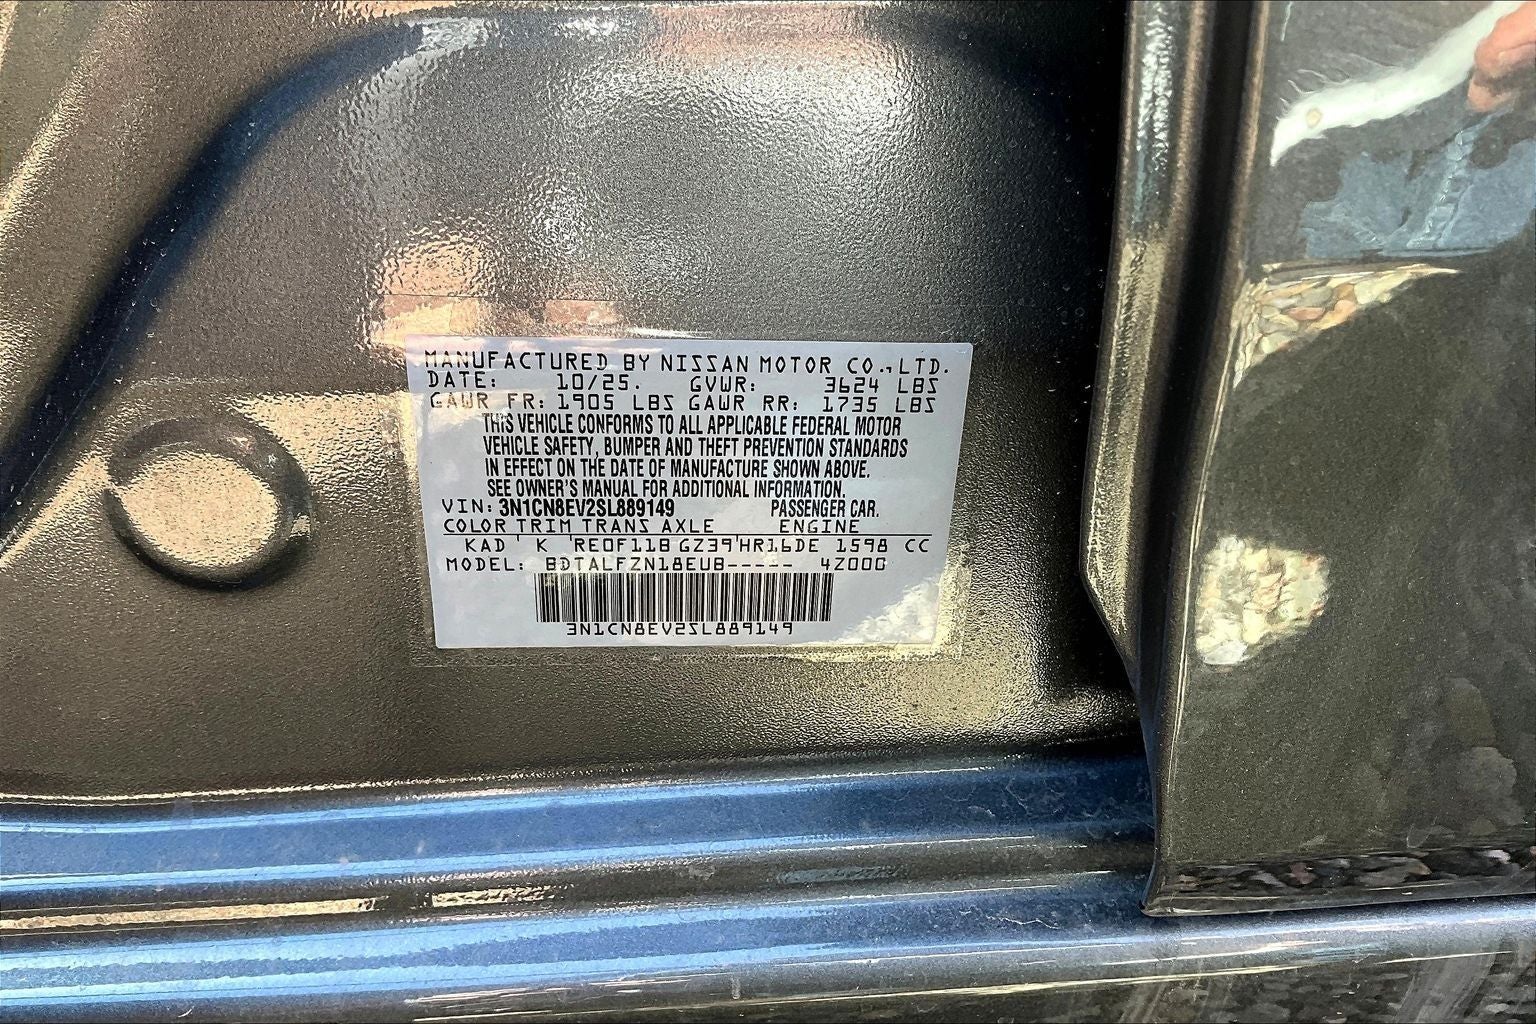 MANUFACTURED BY NISSAN MOTOR CO., LTD.
DATE: 10/25. GVWR: 3624 LBS
GAWR FR: 1905 LBS GAWR RR: 1735 LBS
THIS VEHICLE CONFORMS TO ALL APPLICABLE FEDERAL MOTOR
VEHICLE SAFETY, BUMPER AND THEFT PREVENTION STANDARDS
IN EFFECT ON THE DATE OF MANUFACTURE SHOWN ABOVE.
SEE OWNER'S MANUAL FOR ADDITIONAL INFORMATION.
VIN: 3N1CN8EV2SL889149 PASSENGER CAR.
COLOR TRIM TRANS AXLE ENGINE
KAD K RE0F11B GZ39 HR16DE 1598 CC
MODEL: BDTALFZN18EUB----- 4Z000
3N1CN8EV2SL889149